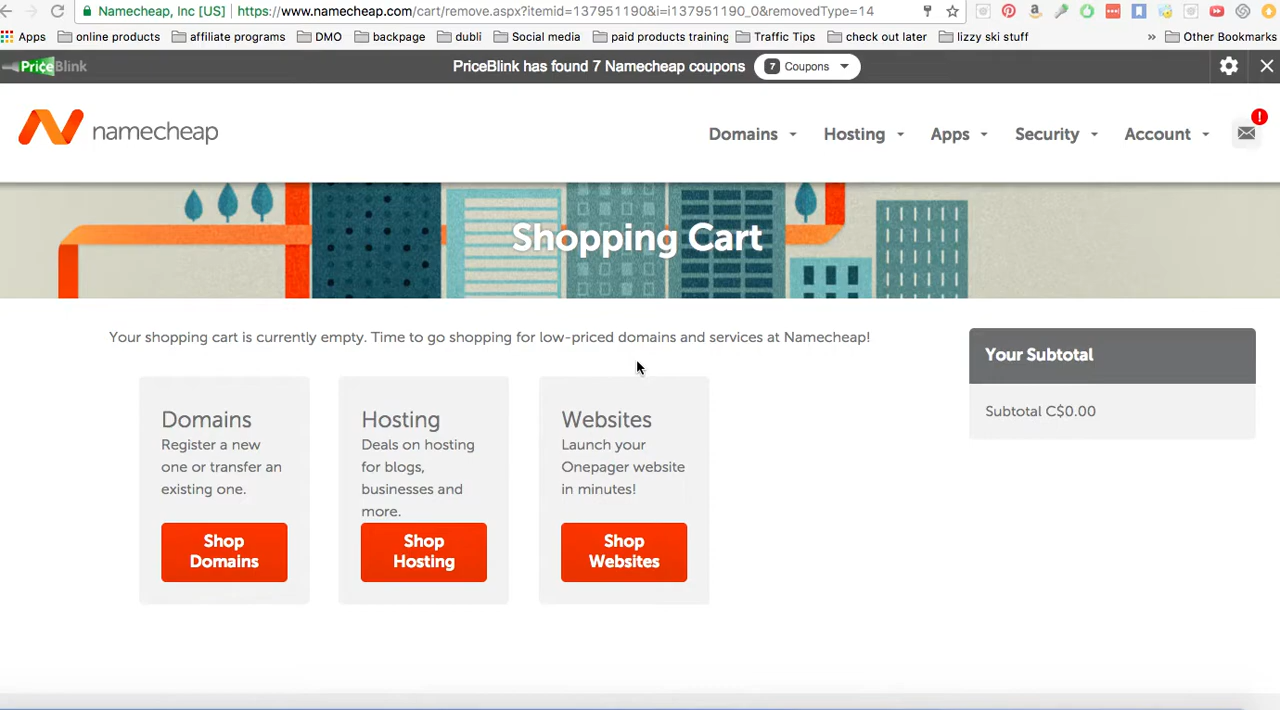 Namecheap, Inc [US] https://www.namecheap.com/cart/remove.aspx?itemid=137951190&i=i137951190_0&removedType=14
Apps online products affiliate programs DMO backpage dubli Social media paid products training Traffic Tips check out later lizzy ski stuff » Other Bookmarks
PriceBlink PriceBlink has found 7 Namecheap coupons 7 Coupons
namecheap Domains Hosting Apps Security Account
Shopping Cart
Your shopping cart is currently empty. Time to go shopping for low-priced domains and services at Namecheap!
Domains
Register a new
one or transfer an
existing one.
Shop
Domains
Hosting
Deals on hosting
for blogs,
businesses and
more.
Shop
Hosting
Websites
Launch your
Onepager website
in minutes!
Shop
Websites
Your Subtotal
Subtotal C$0.00